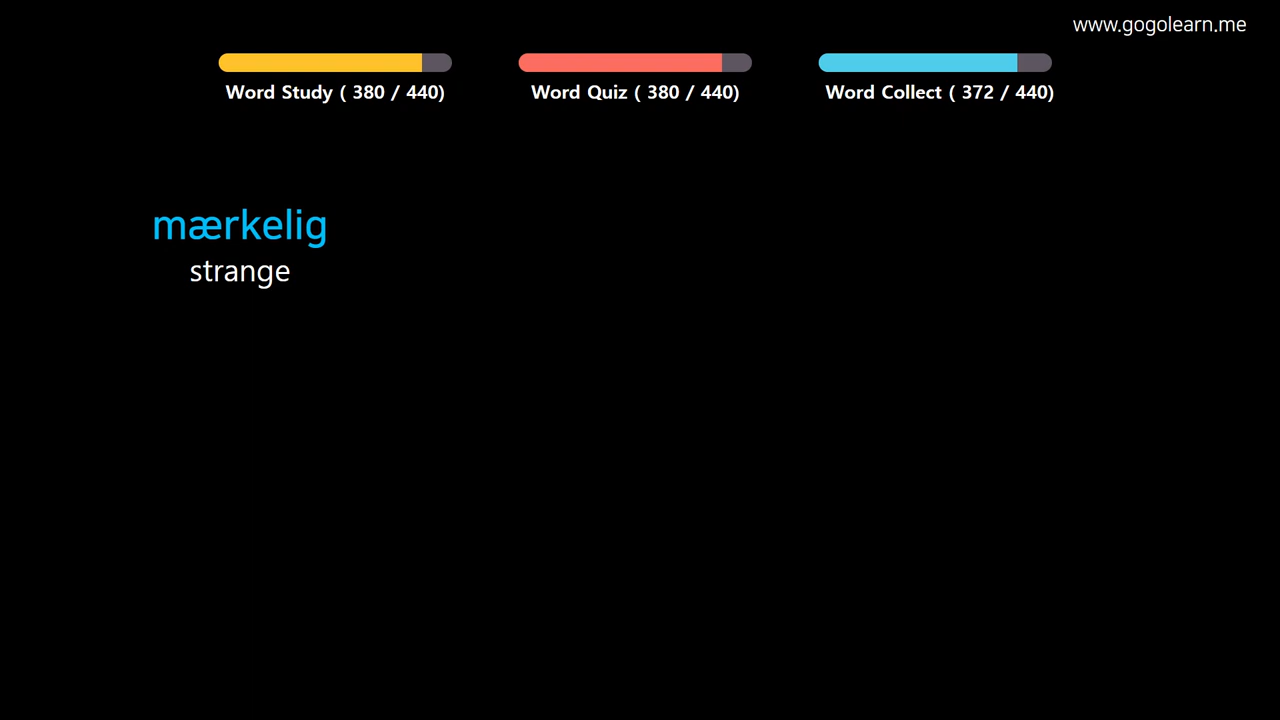 www.gogolearn.me
Word Study ( 380 / 440)
Word Quiz ( 380 / 440)
Word Collect ( 372 / 440)
mærkelig
strange